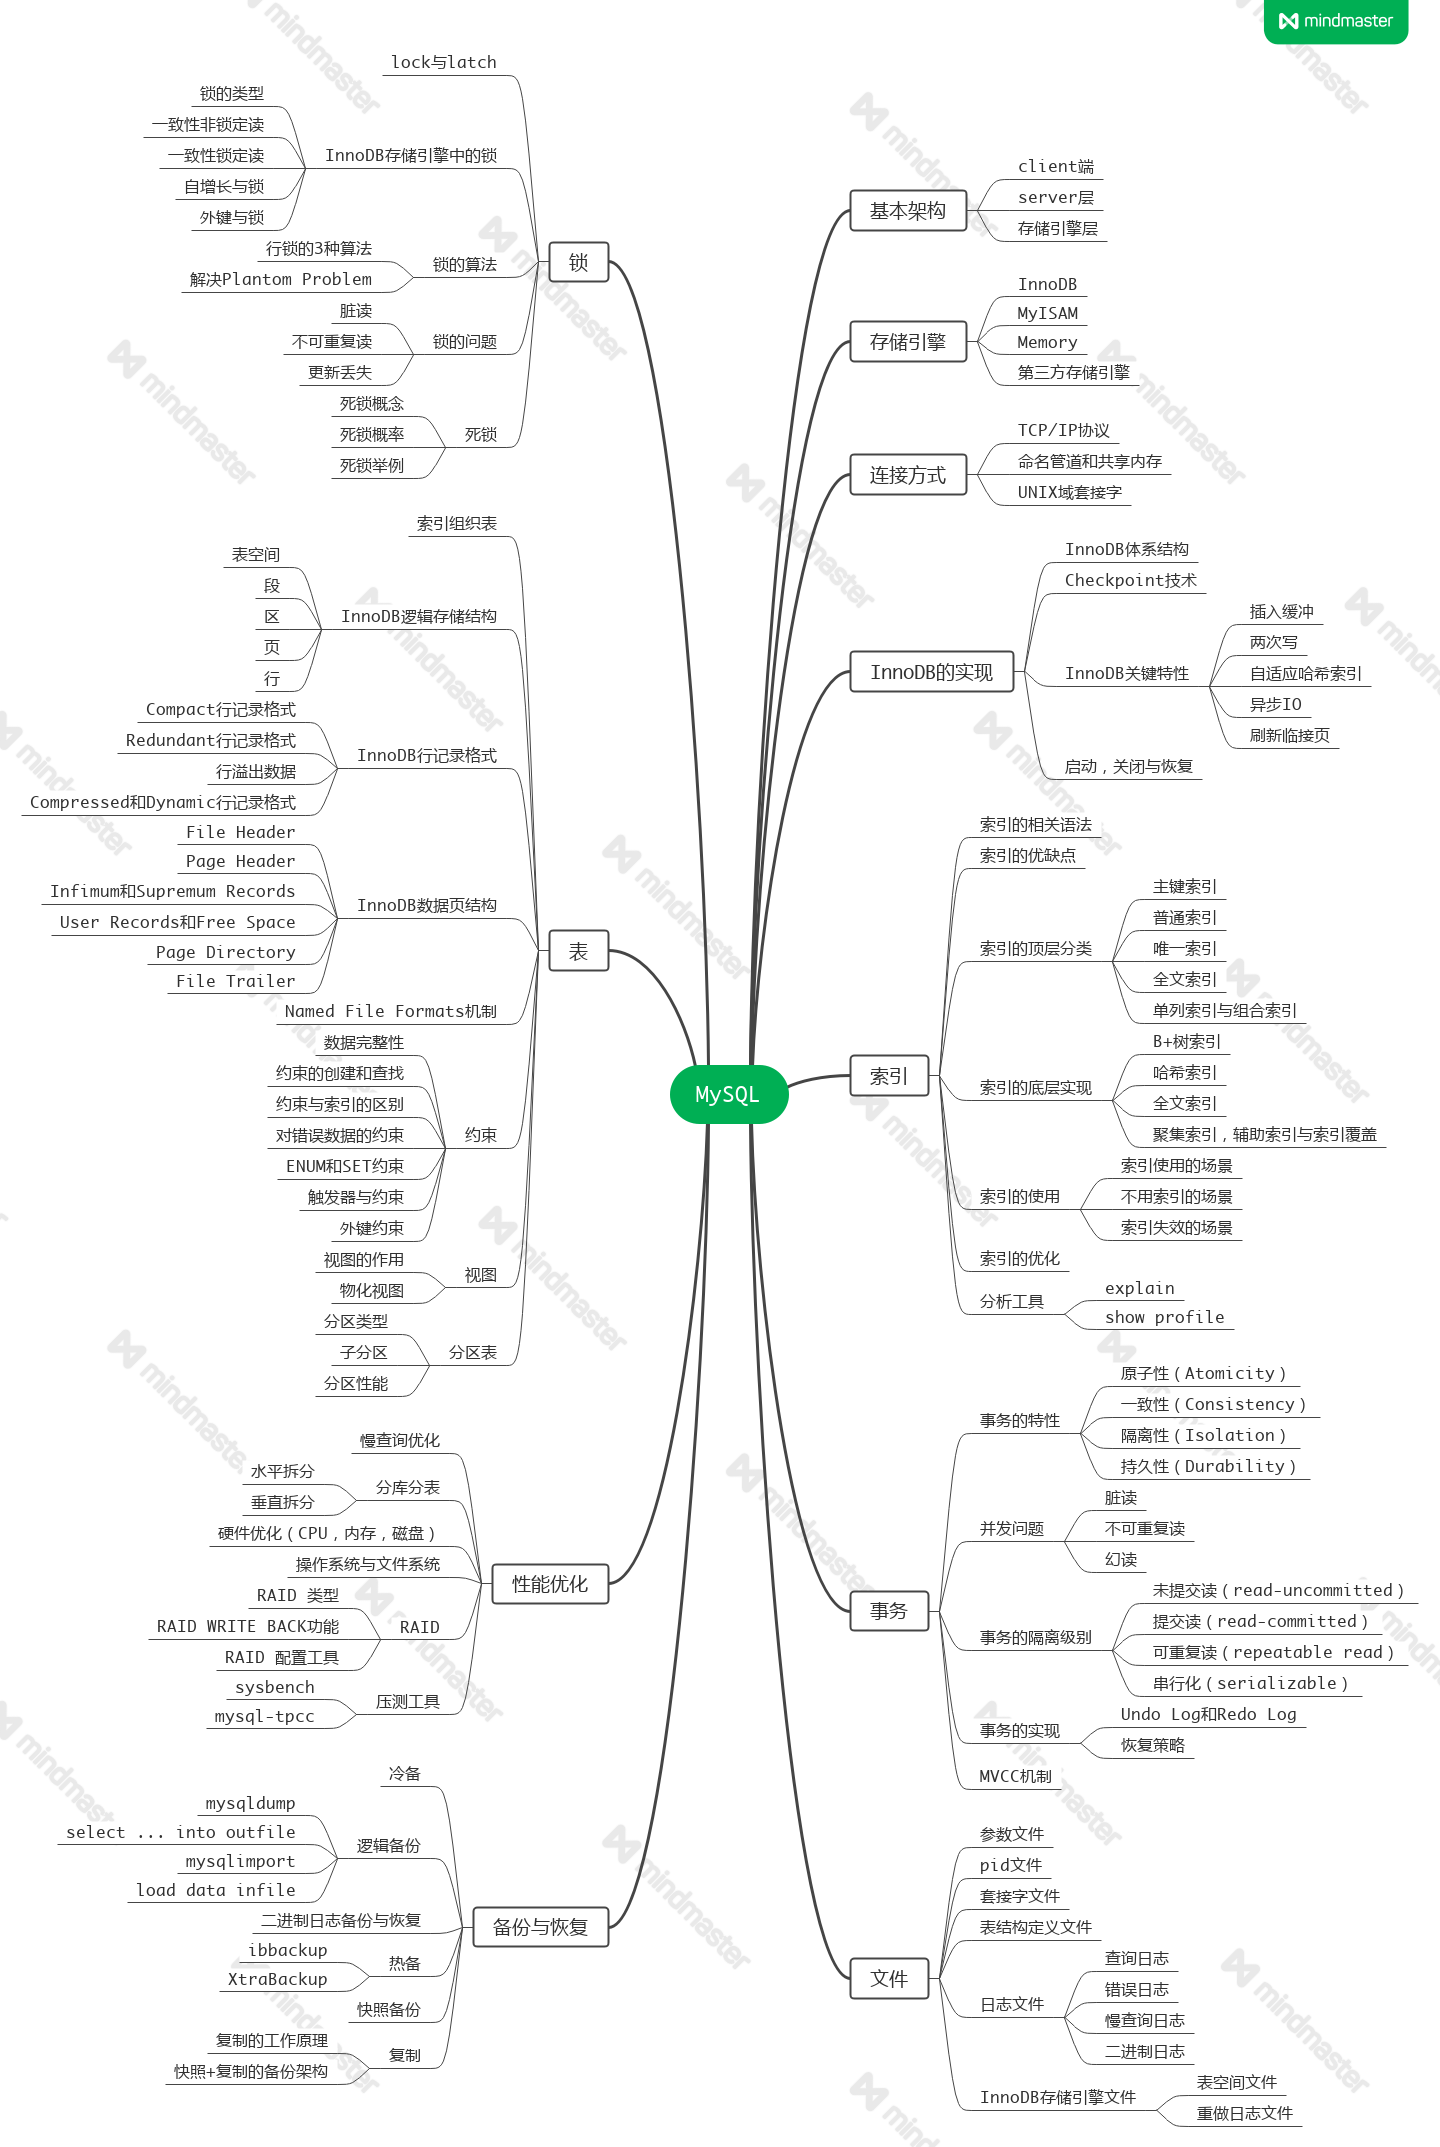 mindmaster
MySQL
基本架构
client端
server层
存储引擎层
存储引擎
InnoDB
MyISAM
Memory
第三方存储引擎
连接方式
TCP/IP协议
命名管道和共享内存
UNIX域套接字
InnoDB的实现
InnoDB体系结构
Checkpoint技术
InnoDB关键特性
插入缓冲
两次写
自适应哈希索引
异步IO
刷新临接页
启动，关闭与恢复
索引
索引的相关语法
索引的优缺点
索引的顶层分类
主键索引
普通索引
唯一索引
全文索引
单列索引与组合索引
索引的底层实现
B+树索引
哈希索引
全文索引
聚集索引，辅助索引与索引覆盖
索引的使用
索引使用的场景
不用索引的场景
索引失效的场景
索引的优化
分析工具
explain
show profile
事务
事务的特性
原子性（Atomicity）
一致性（Consistency）
隔离性（Isolation）
持久性（Durability）
并发问题
脏读
不可重复读
幻读
事务的隔离级别
未提交读（read-uncommitted）
提交读（read-committed）
可重复读（repeatable read）
串行化（serializable）
事务的实现
Undo Log和Redo Log
恢复策略
MVCC机制
文件
参数文件
pid文件
套接字文件
表结构定义文件
日志文件
查询日志
错误日志
慢查询日志
二进制日志
InnoDB存储引擎文件
表空间文件
重做日志文件
锁
lock与latch
InnoDB存储引擎中的锁
锁的类型
一致性非锁定读
一致性锁定读
自增长与锁
外键与锁
锁的算法
行锁的3种算法
解决Plantom Problem
锁的问题
脏读
不可重复读
更新丢失
死锁
死锁概念
死锁概率
死锁举例
表
索引组织表
InnoDB逻辑存储结构
表空间
段
区
页
行
InnoDB行记录格式
Compact行记录格式
Redundant行记录格式
行溢出数据
Compressed和Dynamic行记录格式
InnoDB数据页结构
File Header
Page Header
Infimum和Supremum Records
User Records和Free Space
Page Directory
File Trailer
Named File Formats机制
约束
数据完整性
约束的创建和查找
约束与索引的区别
对错误数据的约束
ENUM和SET约束
触发器与约束
外键约束
视图
视图的作用
物化视图
分区表
分区类型
子分区
分区性能
性能优化
慢查询优化
分库分表
水平拆分
垂直拆分
硬件优化（CPU，内存，磁盘）
操作系统与文件系统
RAID
RAID 类型
RAID WRITE BACK功能
RAID 配置工具
压测工具
sysbench
mysql-tpcc
备份与恢复
冷备
逻辑备份
mysqldump
select ... into outfile
mysqlimport
load data infile
二进制日志备份与恢复
热备
ibbackup
XtraBackup
快照备份
复制
复制的工作原理
快照+复制的备份架构